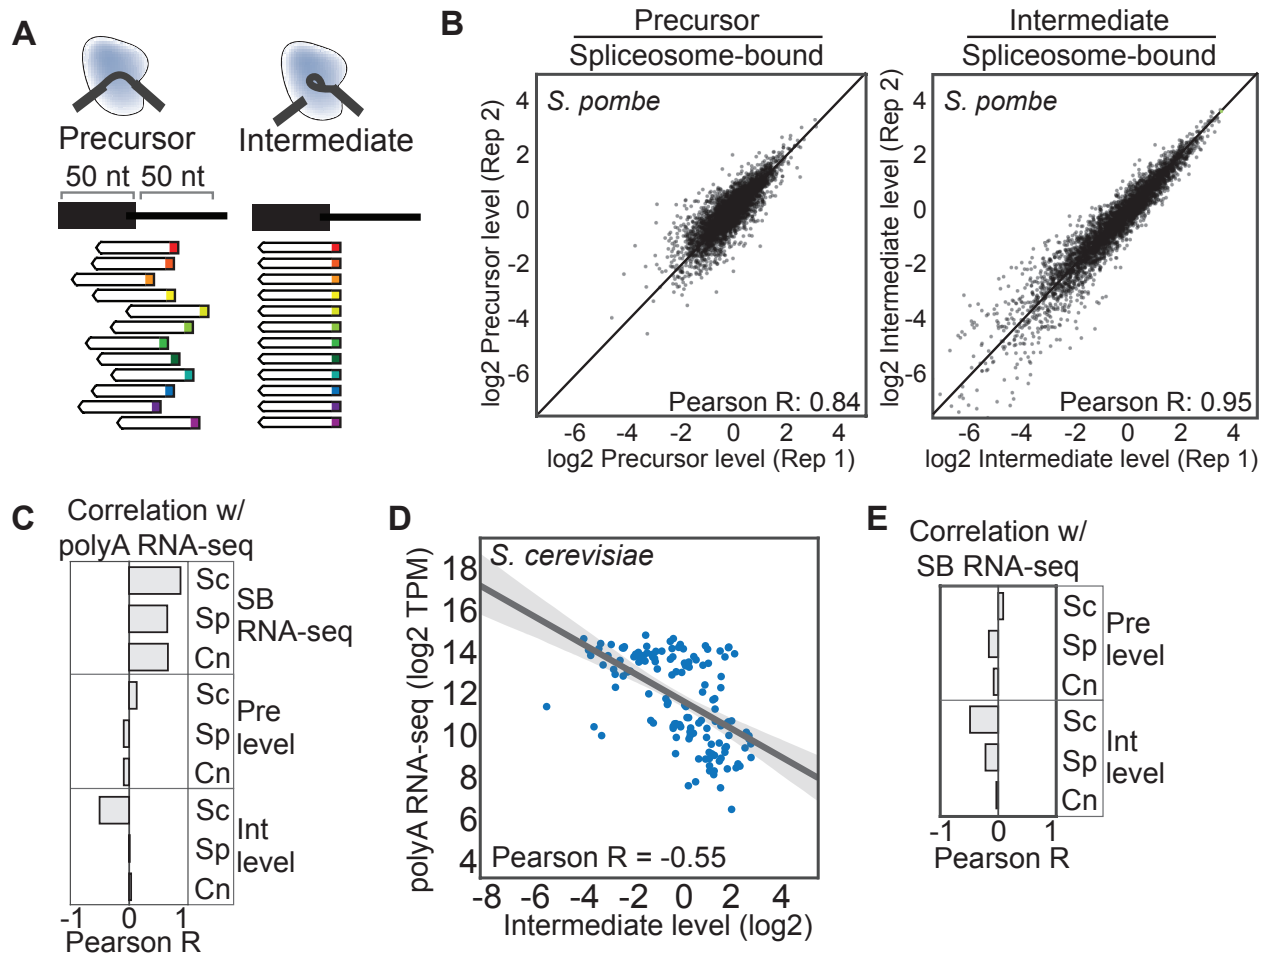 A
Precursor
Intermediate
50 nt 50 nt
B
Precursor
Spliceosome-bound
S. pombe
log2 Precursor level (Rep 2)
4
2
0
-2
-4
-6
Pearson R: 0.84
-6 -4 -2 0 2 4
log2 Precursor level (Rep 1)
Intermediate
Spliceosome-bound
S. pombe
log2 Intermediate level (Rep 2)
4
2
0
-2
-4
-6
Pearson R: 0.95
-6 -4 -2 0 2 4
log2 Intermediate level (Rep 1)
C
Correlation w/
polyA RNA-seq
Sc
Sp
Cn
SB
RNA-seq
Sc
Sp
Cn
Pre
level
Sc
Sp
Cn
Int
level
-1 0 1
Pearson R
D
S. cerevisiae
polyA RNA-seq (log2 TPM)
18
16
14
12
10
8
6
4
Pearson R = -0.55
-8 -6 -4 -2 0 2 4
Intermediate level (log2)
E
Correlation w/
SB RNA-seq
Sc
Sp
Cn
Pre
level
Sc
Sp
Cn
Int
level
-1 0 1
Pearson R